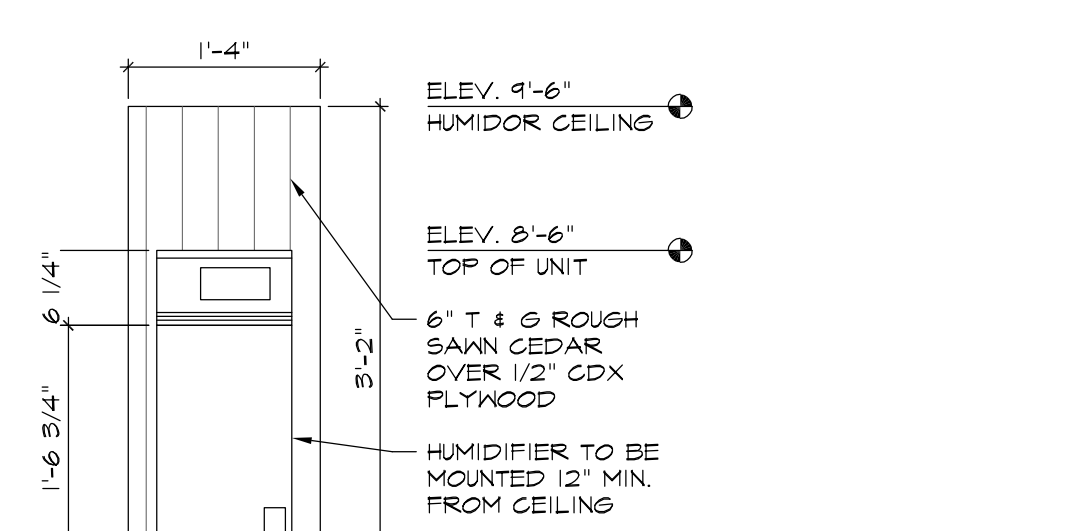 1'-4"
ELEV. 9'-6"
HUMIDOR CEILING
ELEV. 8'-6"
TOP OF UNIT
6 1/4"
6" T & G ROUGH
SAWN CEDAR
OVER 1/2" CDX
PLYWOOD
3'-2"
1'-6 3/4"
HUMIDIFIER TO BE
MOUNTED 12" MIN.
FROM CEILING